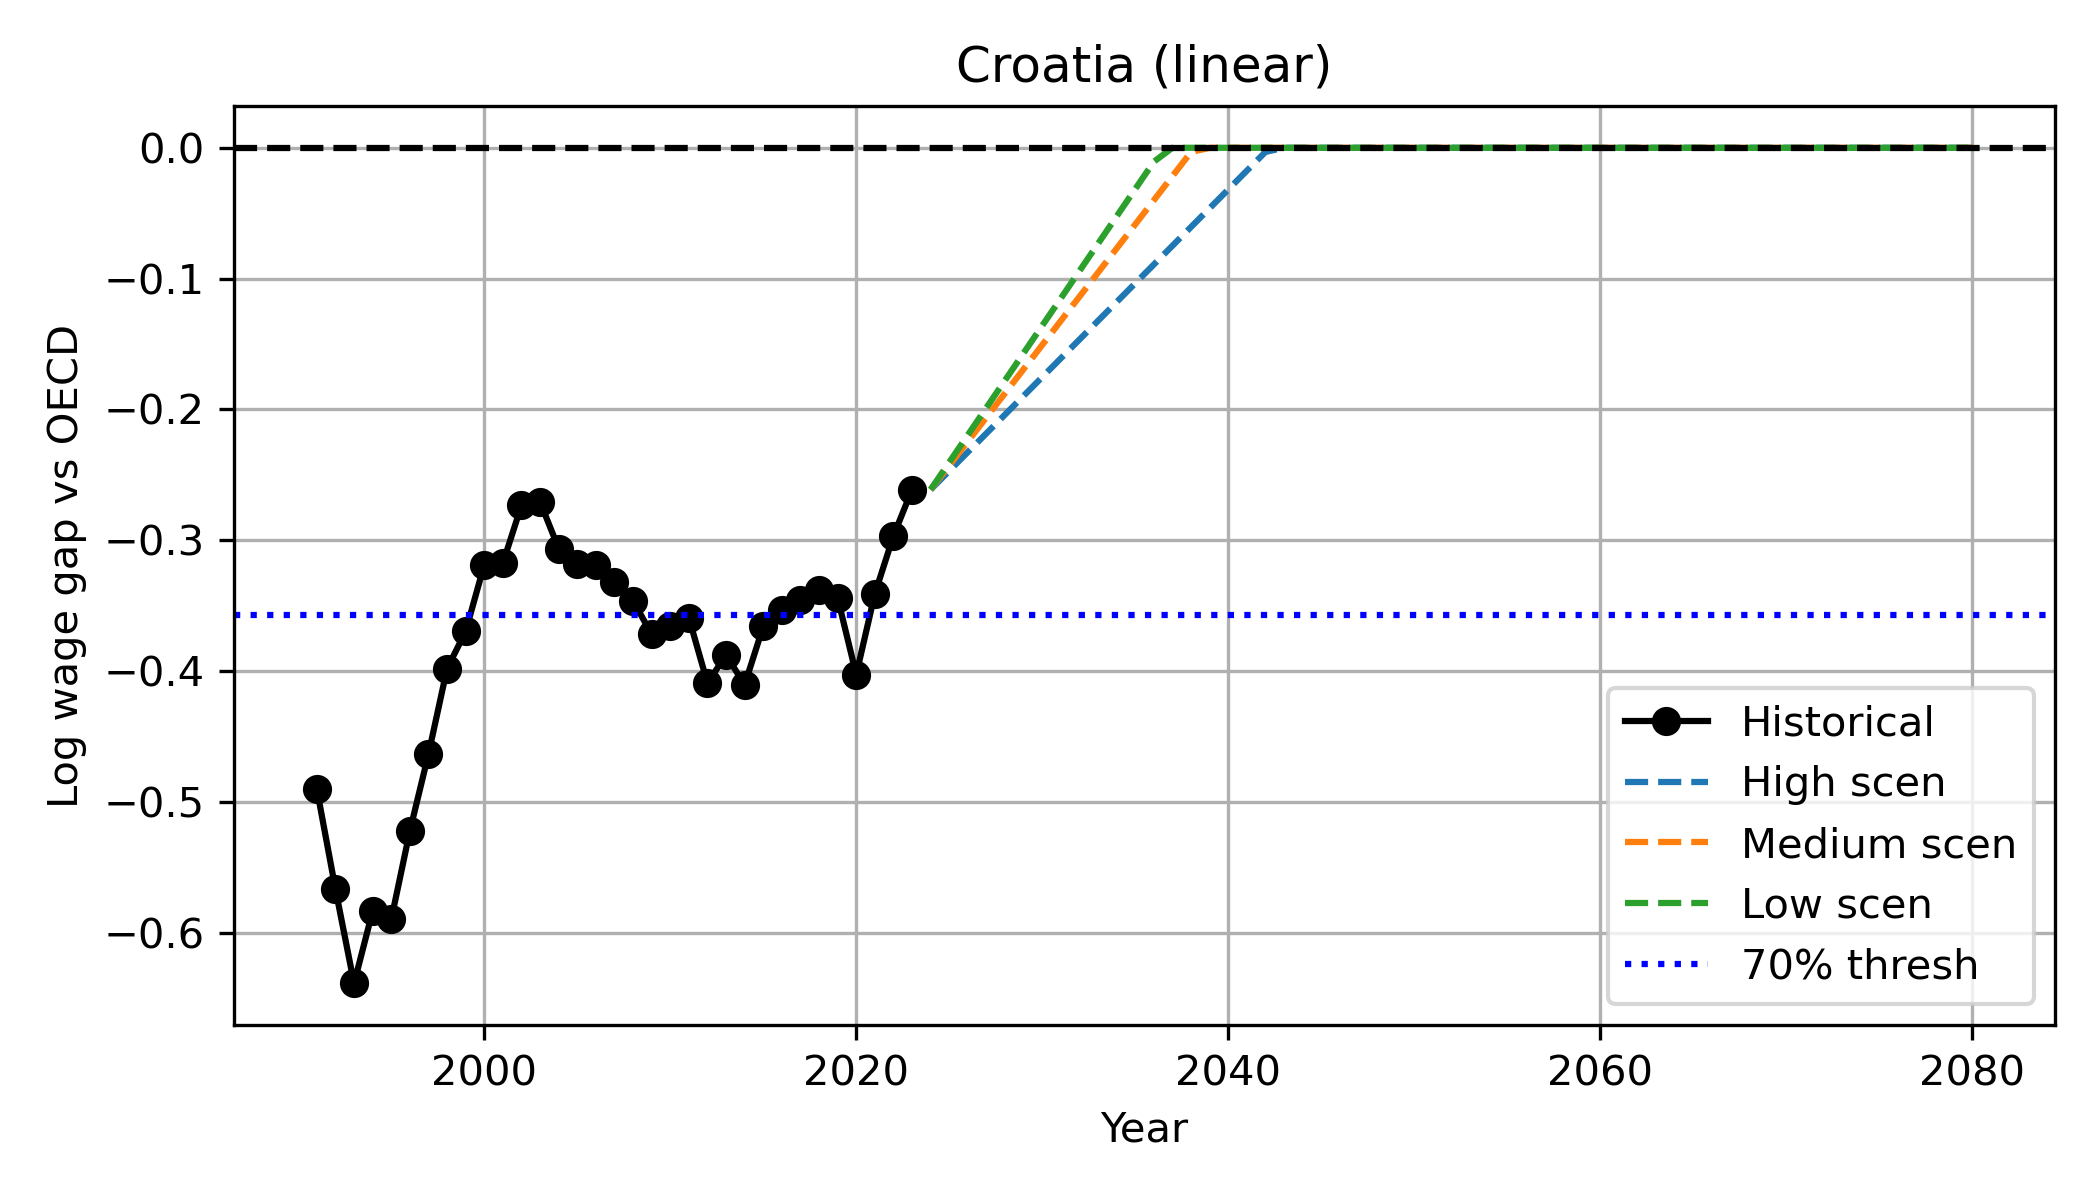 Croatia (linear)
Log wage gap vs OECD
0.0
−0.1
−0.2
−0.3
−0.4
−0.5
−0.6
2000 2020 2040 2060 2080
Year
Historical
High scen
Medium scen
Low scen
70% thresh